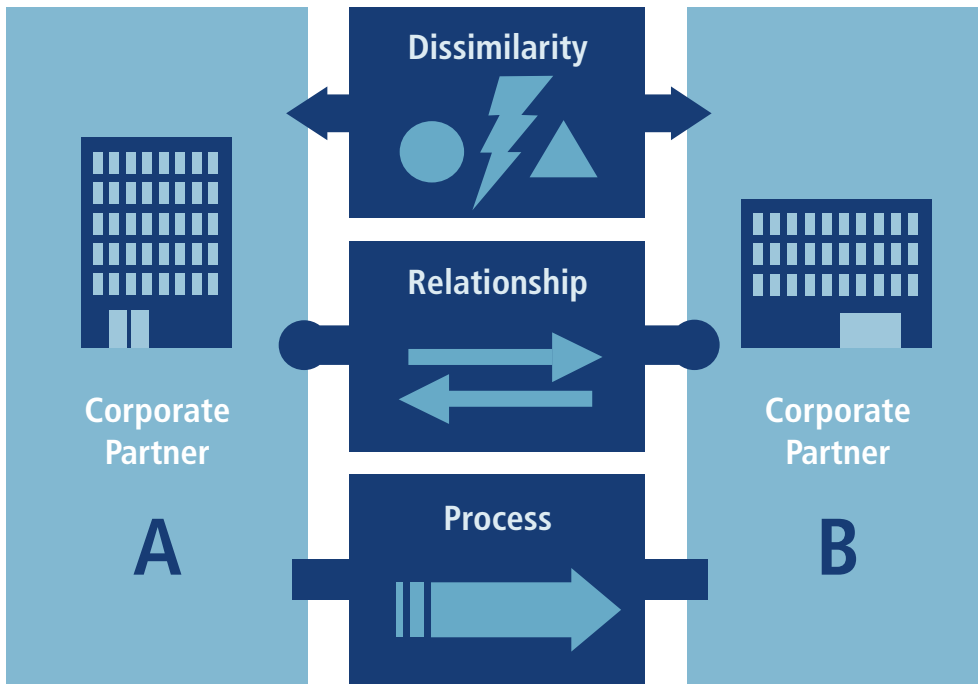 Dissimilarity
Relationship
Process
Corporate
Partner
A
Corporate
Partner
B